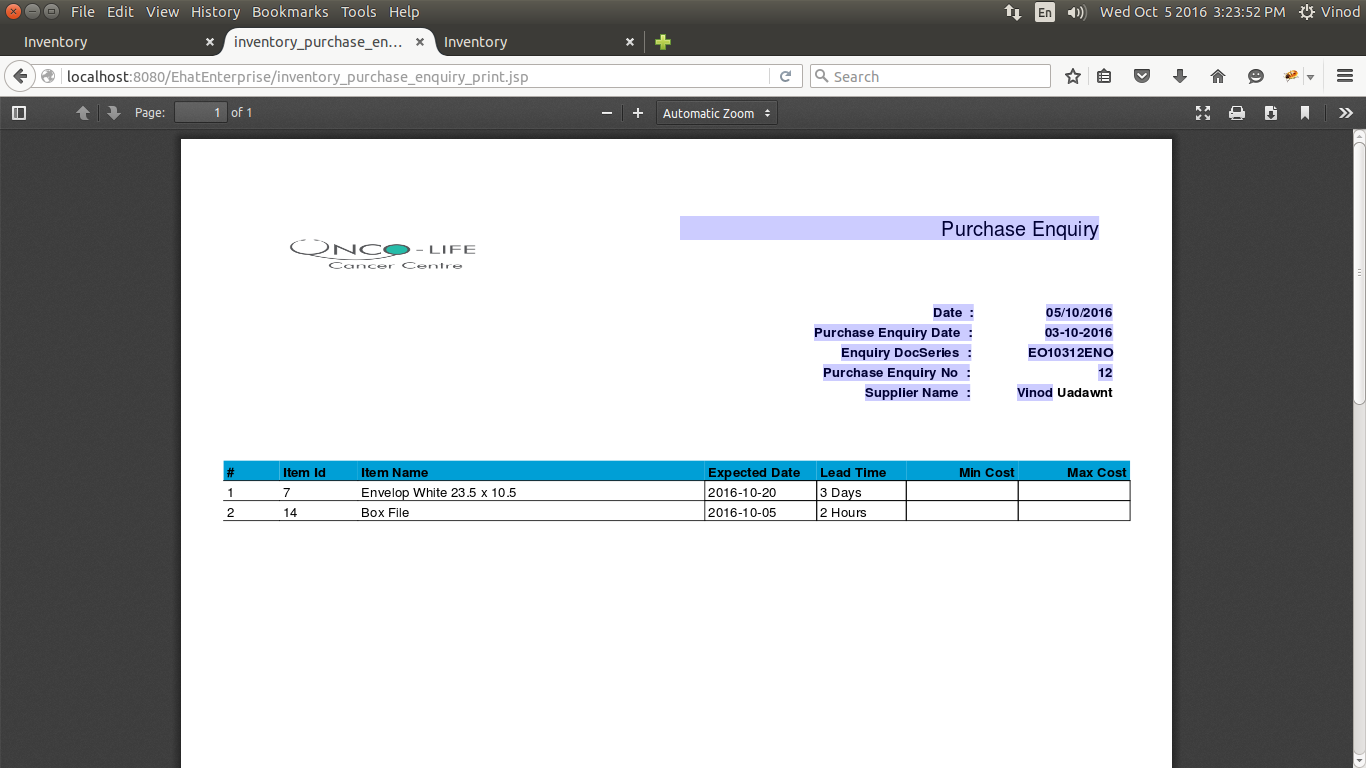 File Edit View History Bookmarks Tools Help En Wed Oct 5 2016 3:23:52 PM Vinod
Inventory inventory_purchase_en... Inventory
localhost:8080/EhatEnterprise/inventory_purchase_enquiry_print.jsp Search
Page: 1 of 1 Automatic Zoom
Purchase Enquiry
ONCO-LIFE
Cancer Centre
Date : 05/10/2016
Purchase Enquiry Date : 03-10-2016
Enquiry DocSeries : EO10312ENO
Purchase Enquiry No : 12
Supplier Name : Vinod Uadawnt
# Item Id Item Name Expected Date Lead Time Min Cost Max Cost
1 7 Envelop White 23.5 x 10.5 2016-10-20 3 Days
2 14 Box File 2016-10-05 2 Hours